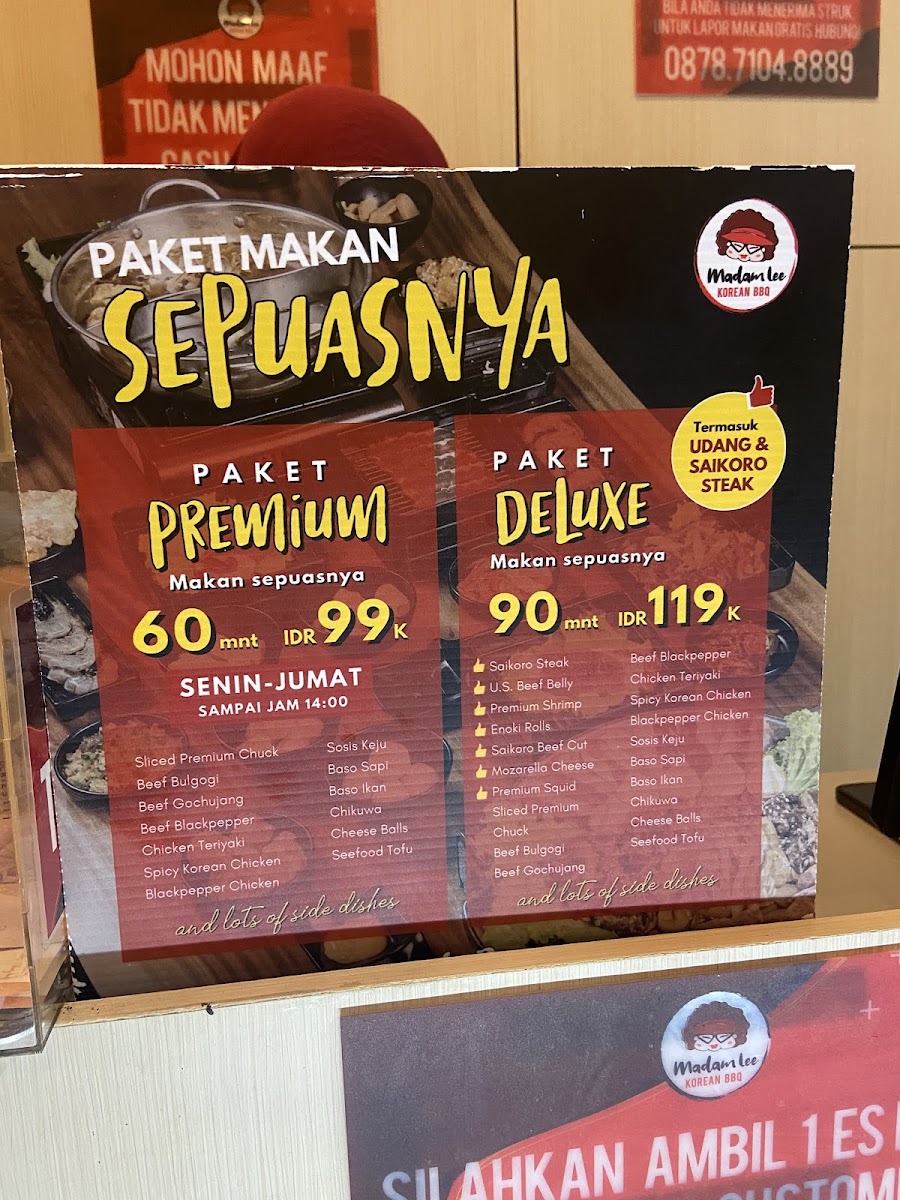 MOHON MAAF
TIDAK
BILA ANDA TIDAK MENERIMA STRUK
UNTUK LAPOR MAKAN GRATIS HUBUNGI
0878.7104.8889
PAKET MAKAN
SEPUASNYA
Madam Lee
KOREAN BBQ
PAKET
PREMIUM
Makan sepuasnya
60 mnt IDR 99 K
SENIN-JUMAT
SAMPAI JAM 14:00
Sliced Premium Chuck
Beef Bulgogi
Beef Gochujang
Beef Blackpepper
Chicken Teriyaki
Spicy Korean Chicken
Blackpepper Chicken
Sosis Keju
Baso Sapi
Baso Ikan
Chikuwa
Cheese Balls
Seefood Tofu
and lots of side dishes
Termasuk
UDANG &
SAIKORO
STEAK
PAKET
DELUXE
Makan sepuasnya
90 mnt IDR 119 K
Saikoro Steak
U.S. Beef Belly
Premium Shrimp
Enoki Rolls
Saikoro Beef Cut
Mozarella Cheese
Premium Squid
Sliced Premium
Chuck
Beef Bulgogi
Beef Gochujang
Beef Blackpepper
Chicken Teriyaki
Spicy Korean Chicken
Blackpepper Chicken
Sosis Keju
Baso Sapi
Baso Ikan
Chikuwa
Cheese Balls
Seefood Tofu
and lots of side dishes
Madam Lee
KOREAN BBQ
SILAHKAN AMBIL 1 ES